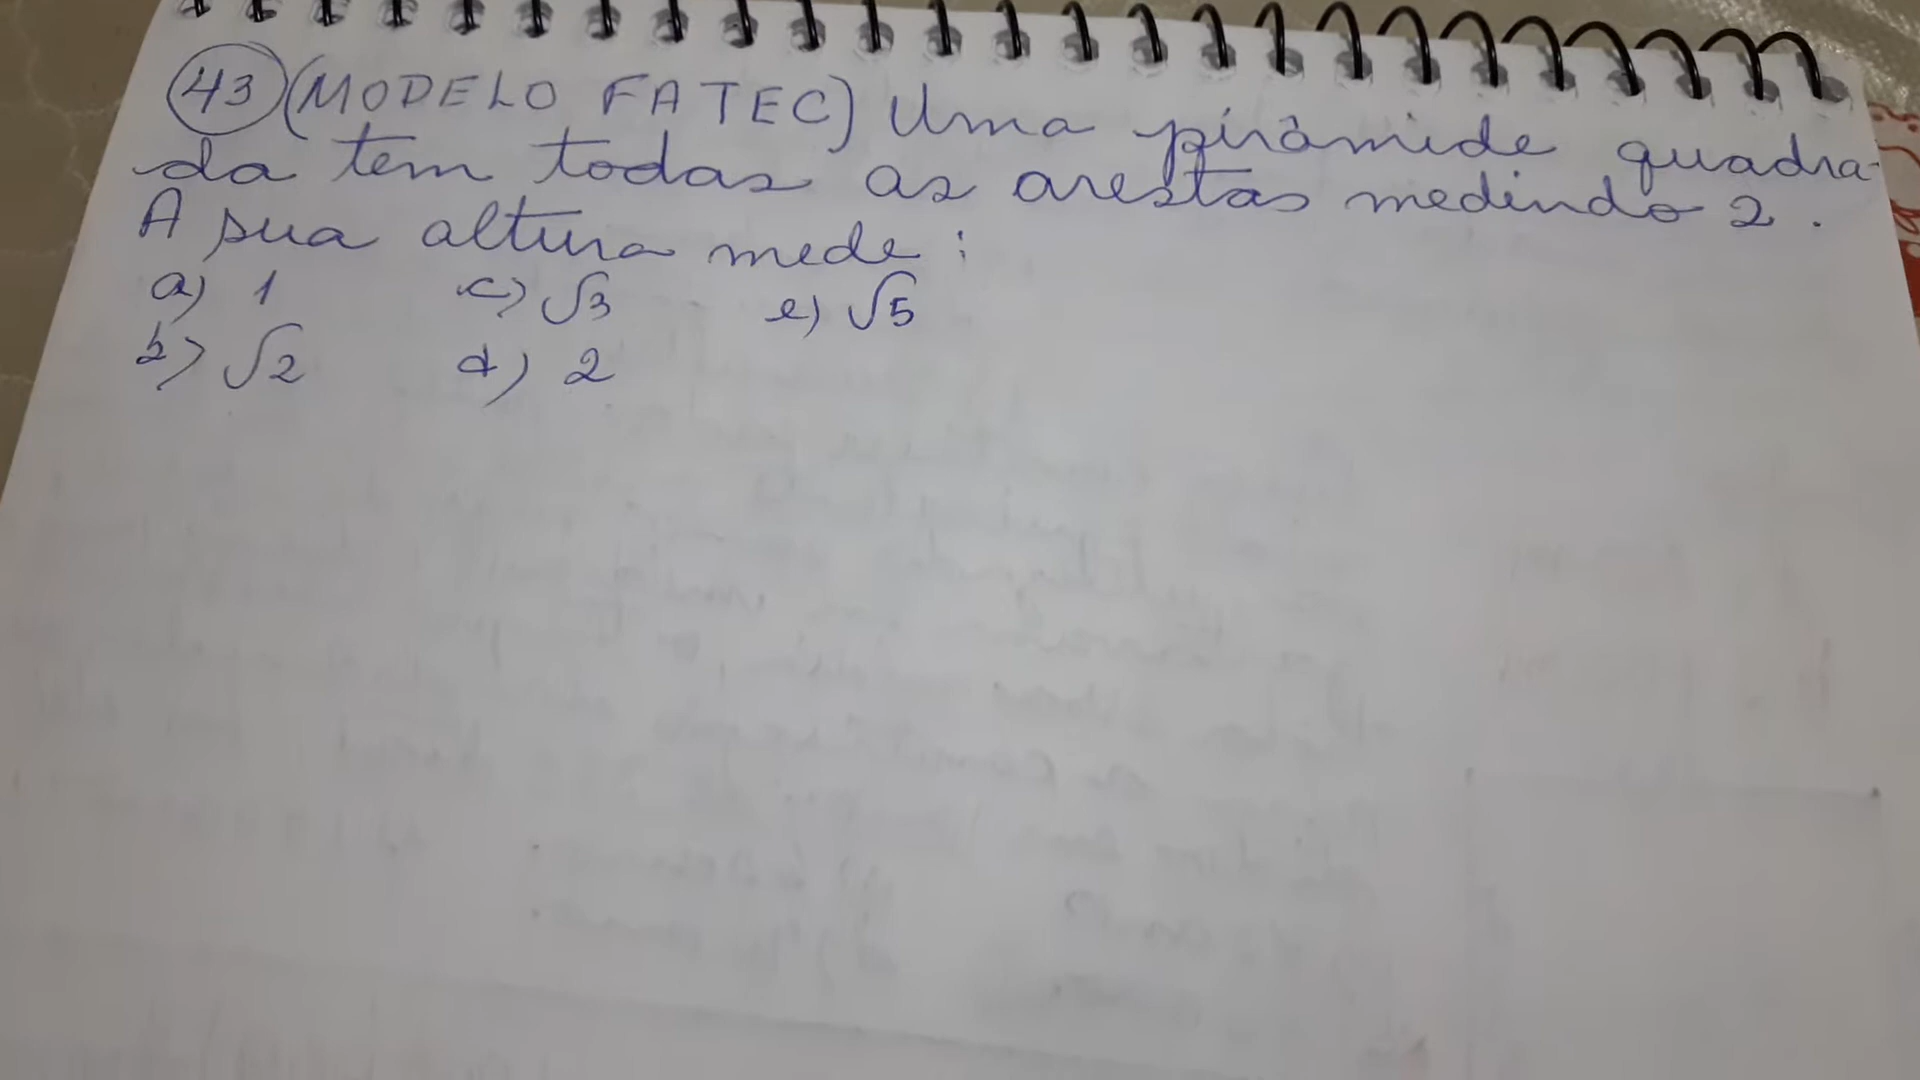 43 (MODELO FATEC) Uma pirâmide quadra-
da tem todas as arestas medindo 2.
A sua altura mede:
a) 1 c) √3 e) √5
b) √2 d) 2